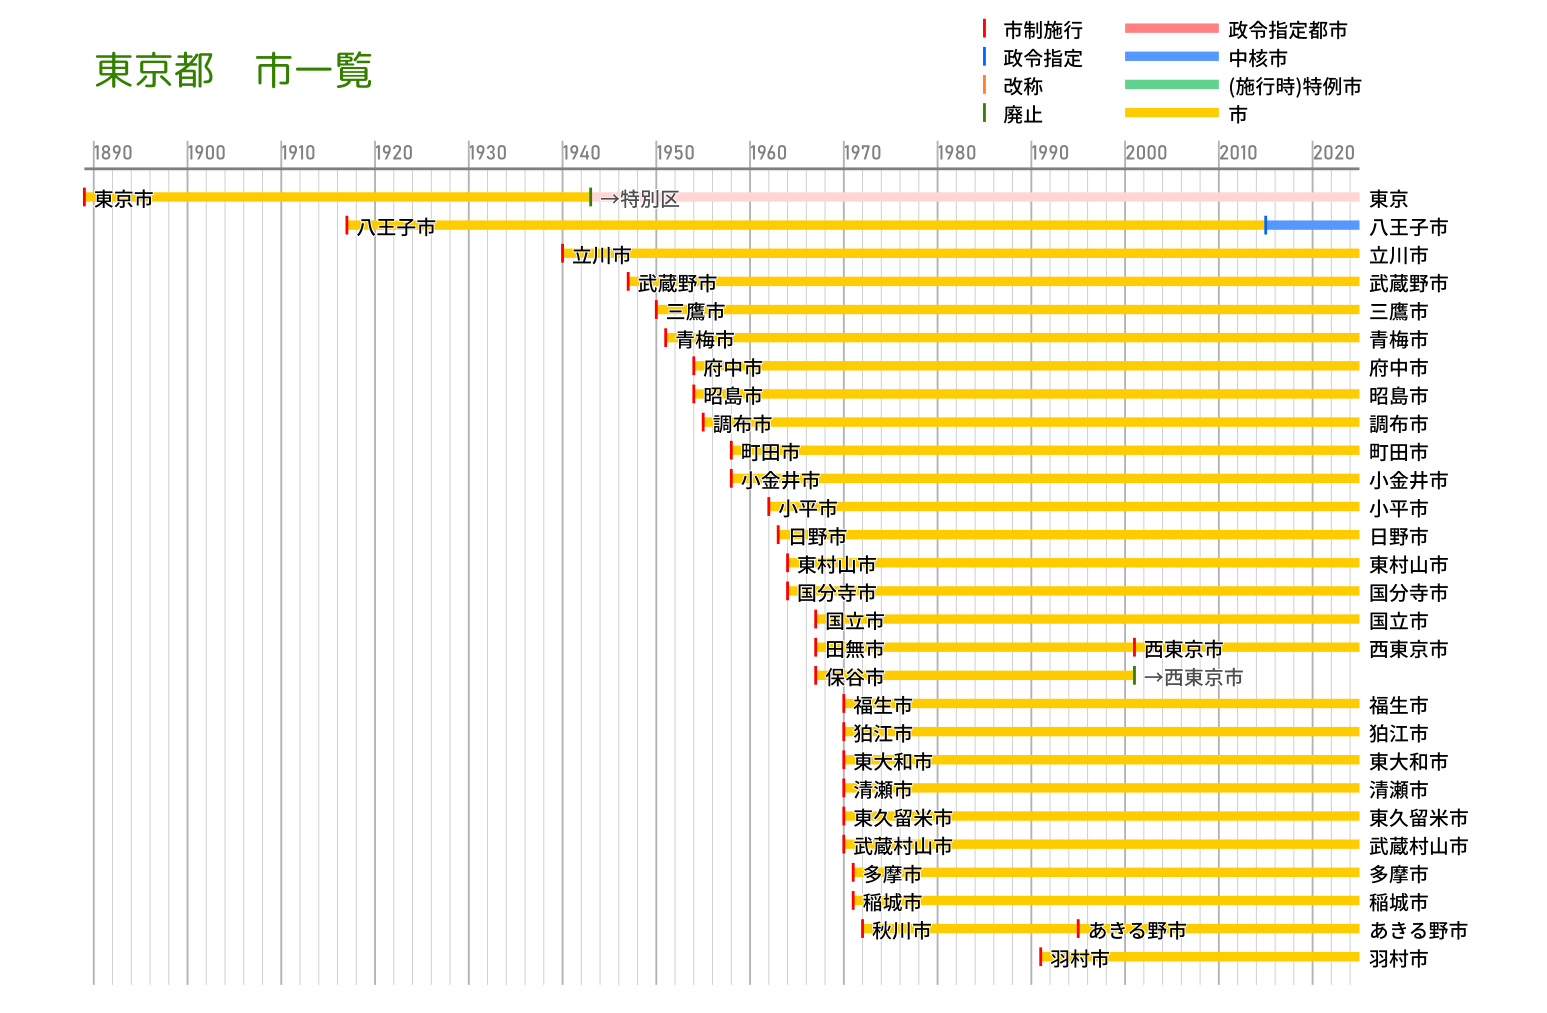 東京都　市一覧
市制施行
政令指定
改称
廃止
政令指定都市
中核市
(施行時)特例市
市
1890 1900 1910 1920 1930 1940 1950 1960 1970 1980 1990 2000 2010 2020
東京市 →特別区 東京
八王子市 八王子市
立川市 立川市
武蔵野市 武蔵野市
三鷹市 三鷹市
青梅市 青梅市
府中市 府中市
昭島市 昭島市
調布市 調布市
町田市 町田市
小金井市 小金井市
小平市 小平市
日野市 日野市
東村山市 東村山市
国分寺市 国分寺市
国立市 国立市
田無市 西東京市 西東京市
保谷市 →西東京市
福生市 福生市
狛江市 狛江市
東大和市 東大和市
清瀬市 清瀬市
東久留米市 東久留米市
武蔵村山市 武蔵村山市
多摩市 多摩市
稲城市 稲城市
秋川市 あきる野市 あきる野市
羽村市 羽村市